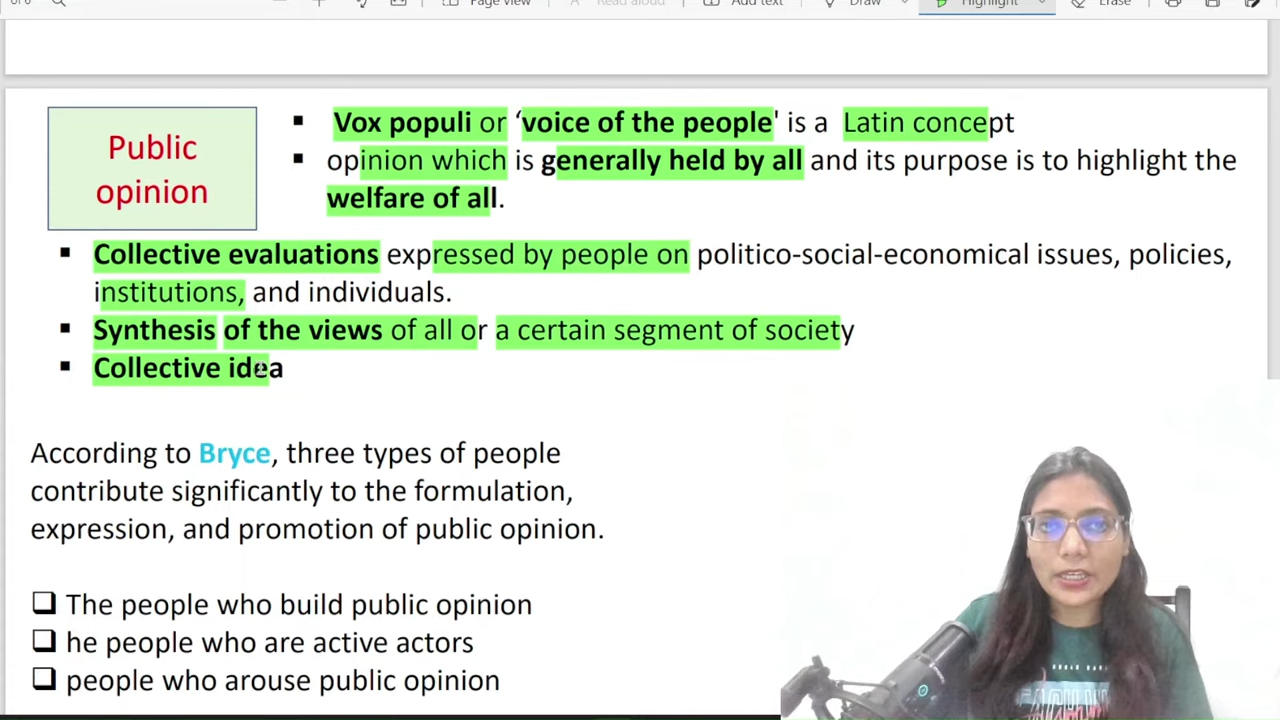 Page view
Read aloud
Add text
Draw
Highlight
Erase
Public
opinion
▪ Vox populi or ‘voice of the people' is a Latin concept
▪ opinion which is generally held by all and its purpose is to highlight the
welfare of all.
▪ Collective evaluations expressed by people on politico-social-economical issues, policies,
institutions, and individuals.
▪ Synthesis of the views of all or a certain segment of society
▪ Collective idea
According to Bryce, three types of people
contribute significantly to the formulation,
expression, and promotion of public opinion.
❑ The people who build public opinion
❑ he people who are active actors
❑ people who arouse public opinion